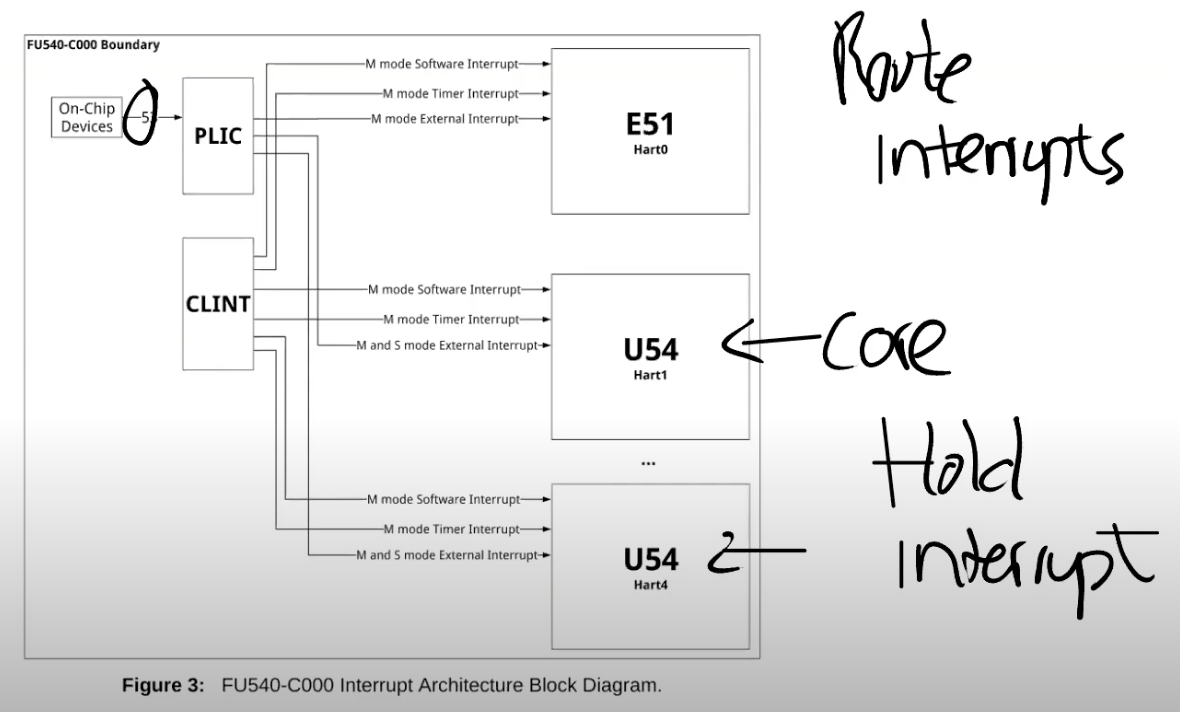 FU540-C000 Boundary
On-Chip
Devices
53
PLIC
CLINT
M mode Software Interrupt
M mode Timer Interrupt
M mode External Interrupt
E51
Hart0
M mode Software Interrupt
M mode Timer Interrupt
M and S mode External Interrupt
U54
Hart1
...
M mode Software Interrupt
M mode Timer Interrupt
M and S mode External Interrupt
U54
Hart4
Route
Interrupts
Core
Hold
Interrupt
Figure 3: FU540-C000 Interrupt Architecture Block Diagram.